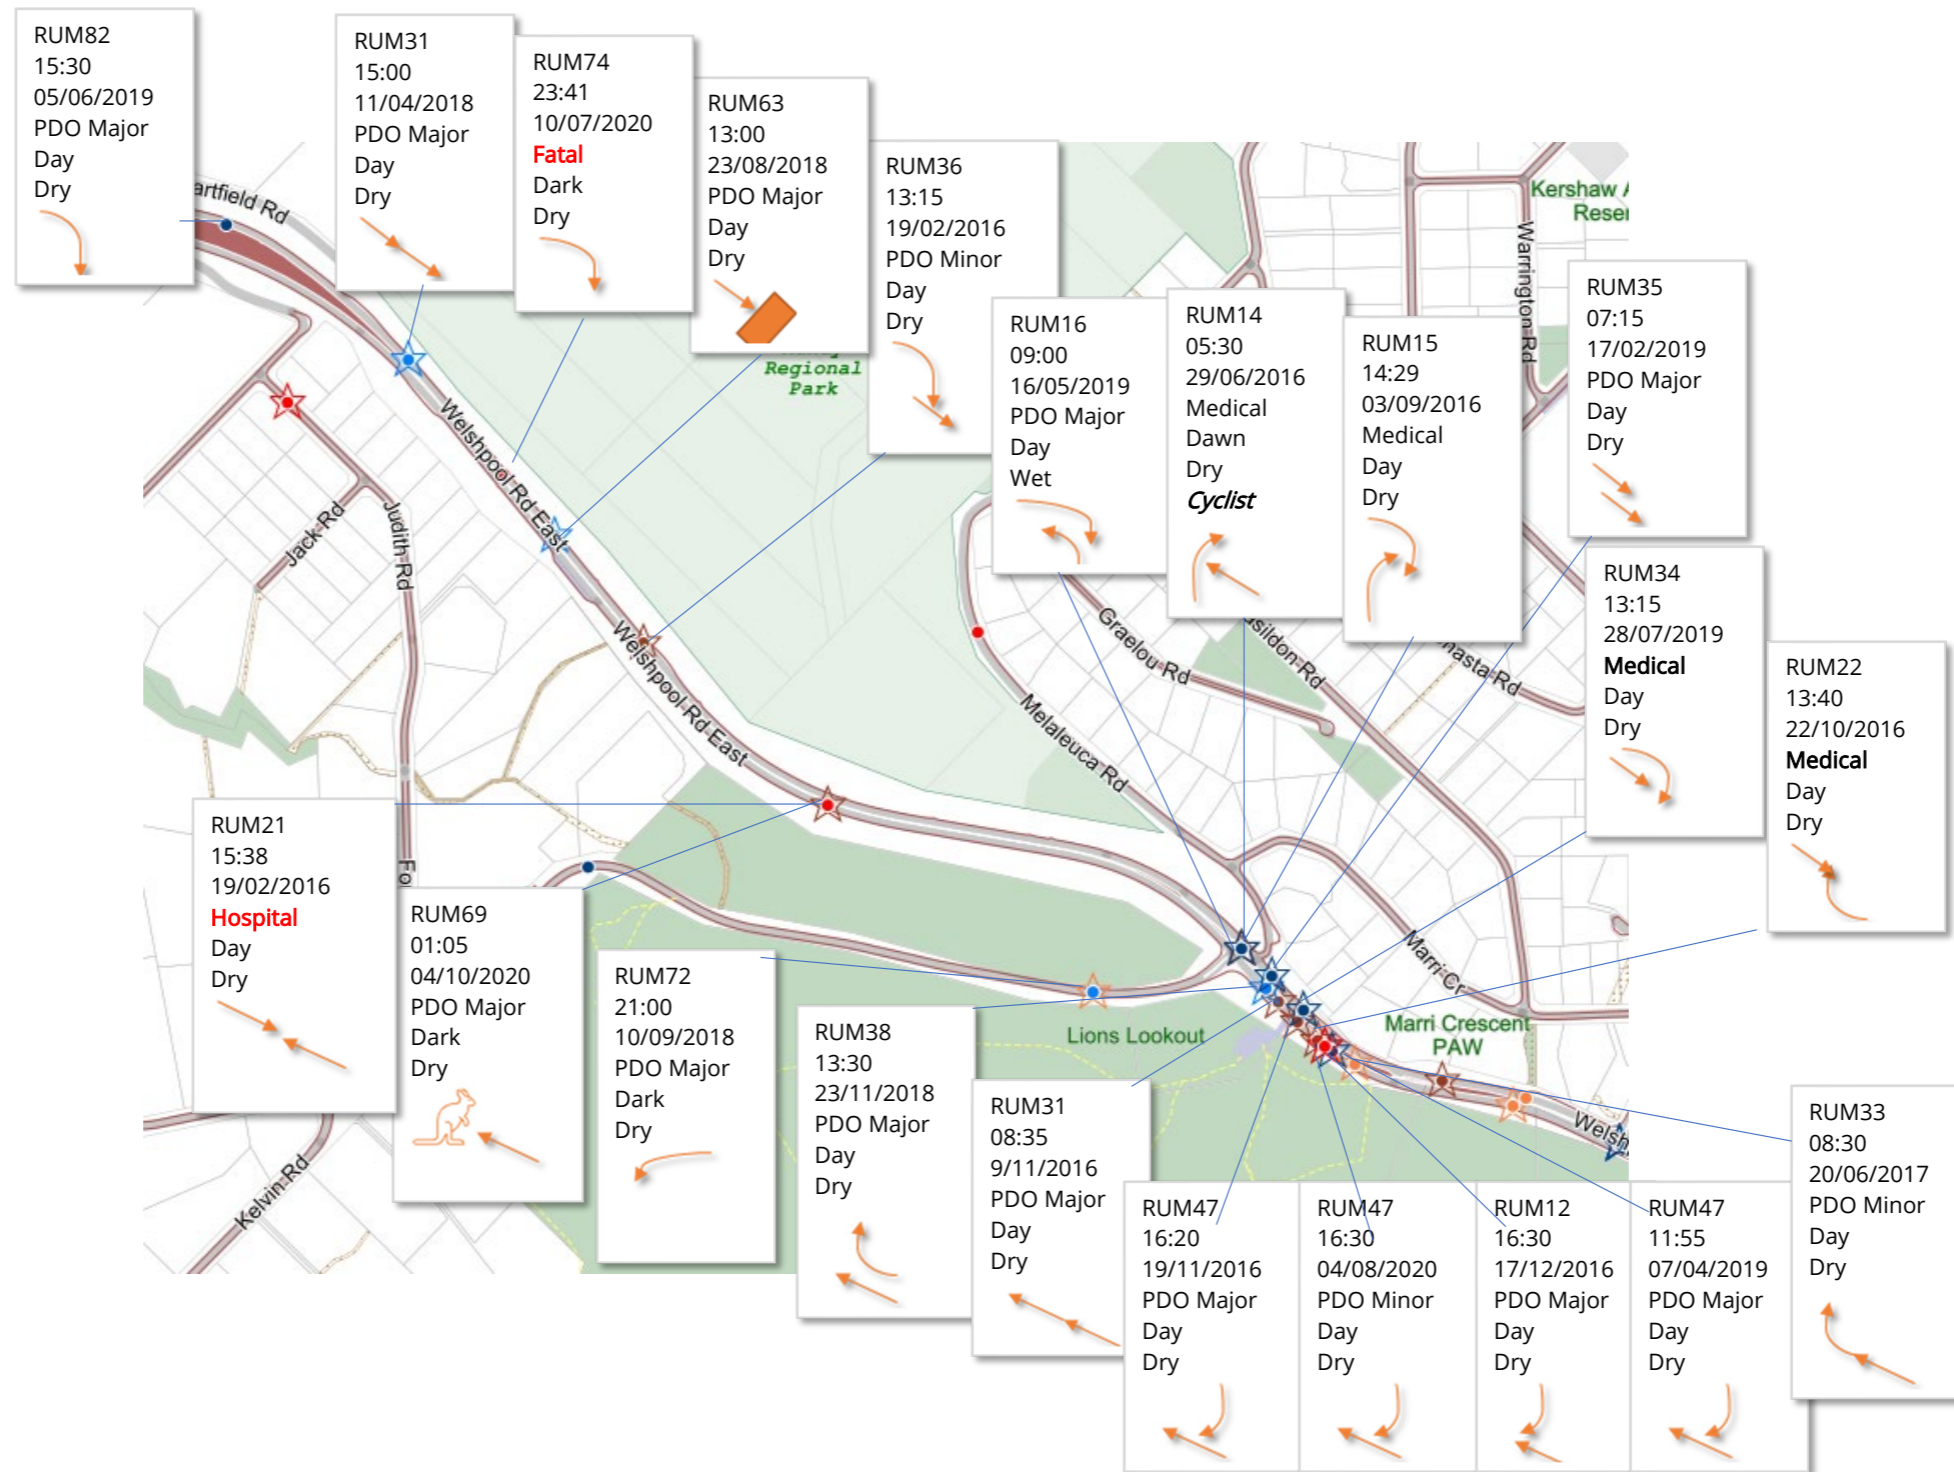 RUM82
15:30
05/06/2019
PDO Major
Day
Dry
RUM31
15:00
11/04/2018
PDO Major
Day
Dry
RUM74
23:41
10/07/2020
Fatal
Dark
Dry
RUM63
13:00
23/08/2018
PDO Major
Day
Dry
RUM36
13:15
19/02/2016
PDO Minor
Day
Dry
RUM16
09:00
16/05/2019
PDO Major
Day
Wet
RUM14
05:30
29/06/2016
Medical
Dawn
Dry
Cyclist
RUM15
14:29
03/09/2016
Medical
Day
Dry
RUM35
07:15
17/02/2019
PDO Major
Day
Dry
RUM34
13:15
28/07/2019
Medical
Day
Dry
RUM22
13:40
22/10/2016
Medical
Day
Dry
RUM21
15:38
19/02/2016
Hospital
Day
Dry
RUM69
01:05
04/10/2020
PDO Major
Dark
Dry
RUM72
21:00
10/09/2018
PDO Major
Dark
Dry
RUM38
13:30
23/11/2018
PDO Major
Day
Dry
RUM31
08:35
9/11/2016
PDO Major
Day
Dry
RUM47
16:20
19/11/2016
PDO Major
Day
Dry
RUM47
16:30
04/08/2020
PDO Minor
Day
Dry
RUM12
16:30
17/12/2016
PDO Major
Day
Dry
RUM47
11:55
07/04/2019
PDO Major
Day
Dry
RUM33
08:30
20/06/2017
PDO Minor
Day
Dry
artfield Rd
Welshpool Rd East
Welshpool Rd East
Jack Rd
Judith Rd
Kelvin Rd
Regional
Park
Melaleuca Rd
Graelou Rd
sildon Rd
nasta Rd
Warrington Rd
Kershaw
Reser
Marri Cr
Marri Crescent
PAW
Lions Lookout
Welsh
Fo